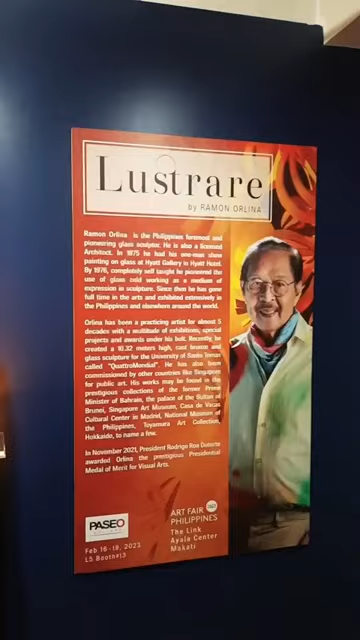 Lustrare
by RAMON ORLINA
Ramon Orlina is the Philippines foremost and
pioneering glass sculptor. He is also a licensed
Architect. In 1975 he had his one-man show
painting on glass at Hyatt Gallery in Hyatt Hotel.
By 1976, completely self taught he pioneered the
use of glass cold working as a medium of
expression in sculpture. Since then he has gone
full time in the arts and exhibited extensively in
the Philippines and elsewhere around the world.
Orlina has been a practicing artist for almost 5
decades with a multitude of exhibitions, special
projects and awards under his belt. Recently, he
created a 10.32 meters high, cast bronze and
glass sculpture for the University of Santo Tomas
called "QuattroMondial". He has also been
commissioned by other countries like Singapore
for public art. His works may be found in the
prestigious collections of the former Prime
Minister of Bahrain, the palace of the Sultan of
Brunei, Singapore Art Museum, Casa de Vacas
Cultural Center in Madrid, National Museum of
the Philippines, Toyamura Art Collection,
Hokkaido, to name a few.
In November 2021, President Rodrigo Roa Duterte
awarded Orlina the prestigious Presidential
Medal of Merit for Visual Arts.
PASEO
Feb 16-19, 2023
L5 Booth#13
ART FAIR
PHILIPPINES
The Link
Ayala Center
Makati